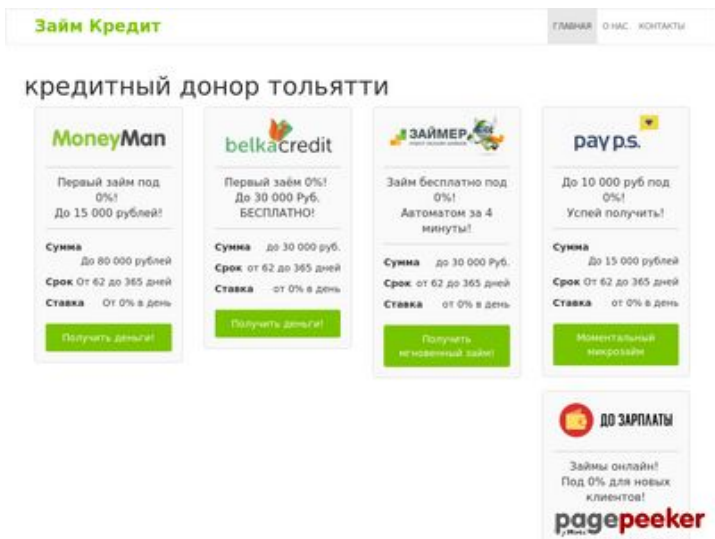 Займ Кредит
ГЛАВНАЯ О НАС КОНТАКТЫ
кредитный донор тольятти
MoneyMan
Первый займ под
0%!
До 15 000 рублей!
Сумма
До 80 000 рублей
Срок От 62 до 365 дней
Ставка От 0% в день
Получить деньги!
belkacredit
Первый заём 0%!
До 30 000 Руб.
БЕСПЛАТНО!
Сумма до 30 000 руб.
Срок от 62 до 365 дней
Ставка от 0% в день
Получить деньги!
ЗАЙМЕР
Займ бесплатно под
0%!
Автоматом за 4
минуты!
Сумма до 30 000 Руб.
Срок от 62 до 365 дней
Ставка от 0% в день
Получить
мгновенный займ!
pay p.s.
До 10 000 руб под
0%!
Успей получить!
Сумма
До 15 000 рублей
Срок От 62 до 365 дней
Ставка от 0% в день
Моментальный
микрозайм
ДО ЗАРПЛАТЫ
Займы онлайн!
Под 0% для новых
клиентов!
pagepeeker